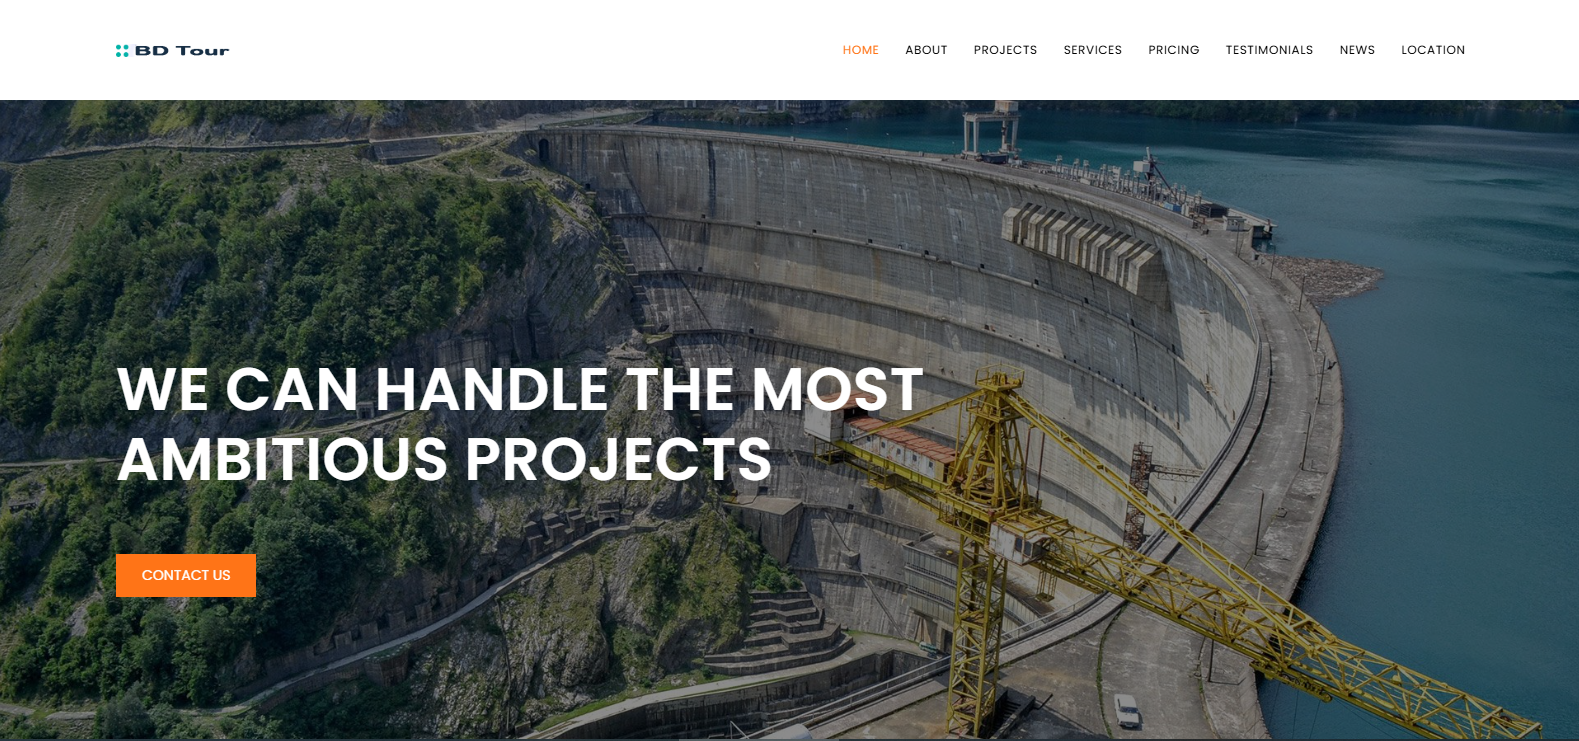 BD Tour
HOME ABOUT PROJECTS SERVICES PRICING TESTIMONIALS NEWS LOCATION
WE CAN HANDLE THE MOST
AMBITIOUS PROJECTS
CONTACT US